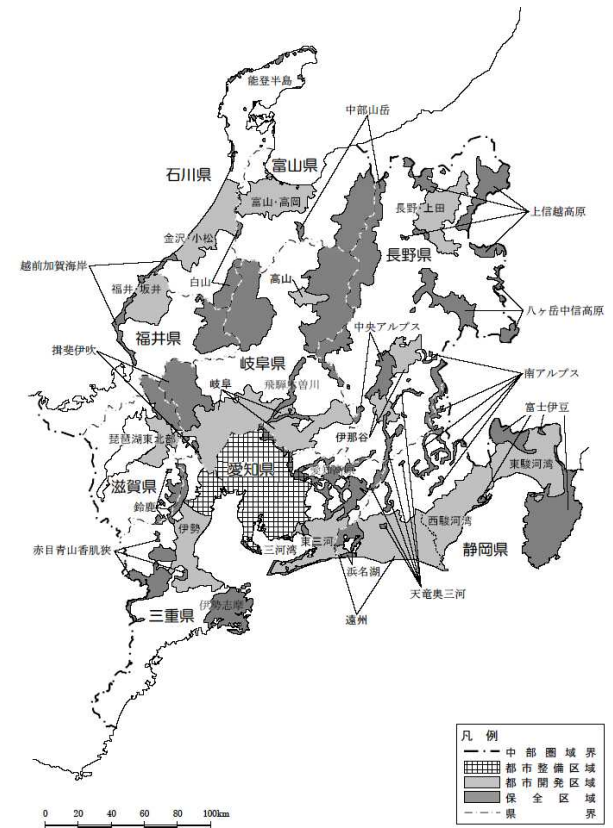 能登半島
中部山岳
石川県
富山県
富山・高岡
長野・上田
上信越高原
金沢・小松
越前加賀海岸
長野県
白山
高山
福井・坂井
八ヶ岳中信高原
福井県
中央アルプス
揖斐伊吹
岐阜県
岐阜
飛騨木曽川
南アルプス
富士伊豆
伊那谷
琵琶湖東北部
愛知県
東駿河湾
滋賀県
鈴鹿
西駿河湾
伊勢
東三河
静岡県
赤目青山香肌狭
三河湾
浜名湖
天竜奥三河
三重県
伊勢志摩
遠州
凡 例
中部圏域界
都市整備区域
都市開発区域
保全区域
県界
0 20 40 60 80 100km